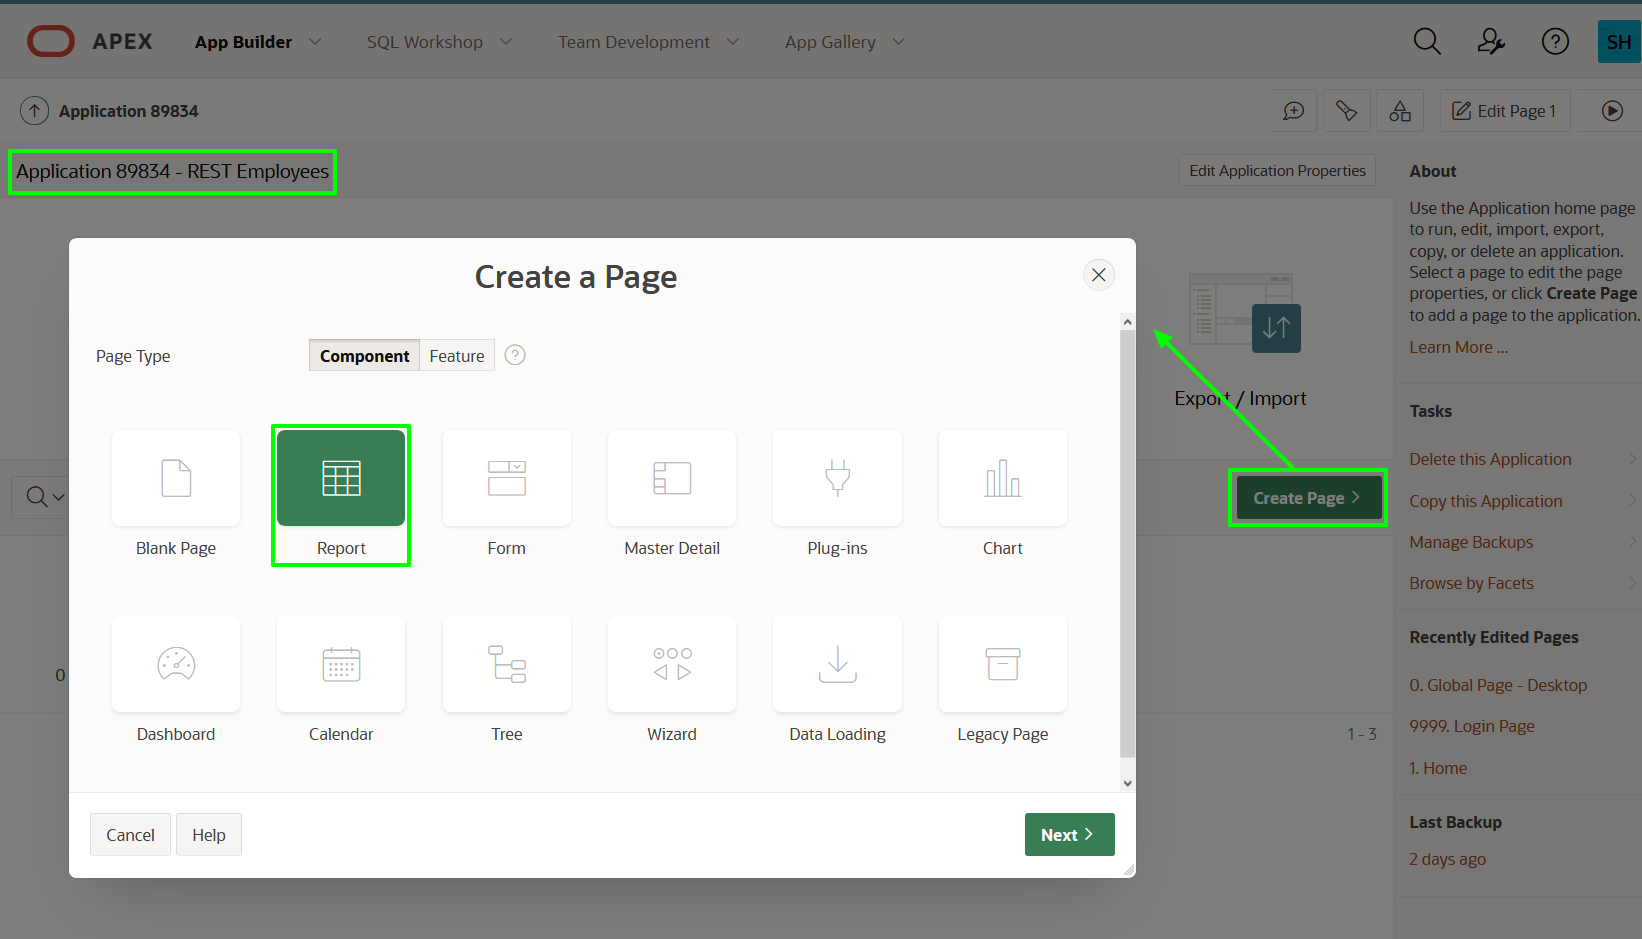 APEX
App Builder
SQL Workshop
Team Development
App Gallery
SH
Application 89834
Edit Page 1
Application 89834 - REST Employees
Edit Application Properties
About
Use the Application home page
to run, edit, import, export,
copy, or delete an application.
Select a page to edit the page
properties, or click Create Page
to add a page to the application.
Learn More ...
Export / Import
Create Page
Create a Page
Page Type
Component
Feature
?
Blank Page
Report
Form
Master Detail
Plug-ins
Chart
Dashboard
Calendar
Tree
Wizard
Data Loading
Legacy Page
Cancel
Help
Next
0
1 - 3
Tasks
Delete this Application
Copy this Application
Manage Backups
Browse by Facets
Recently Edited Pages
0. Global Page - Desktop
9999. Login Page
1. Home
Last Backup
2 days ago